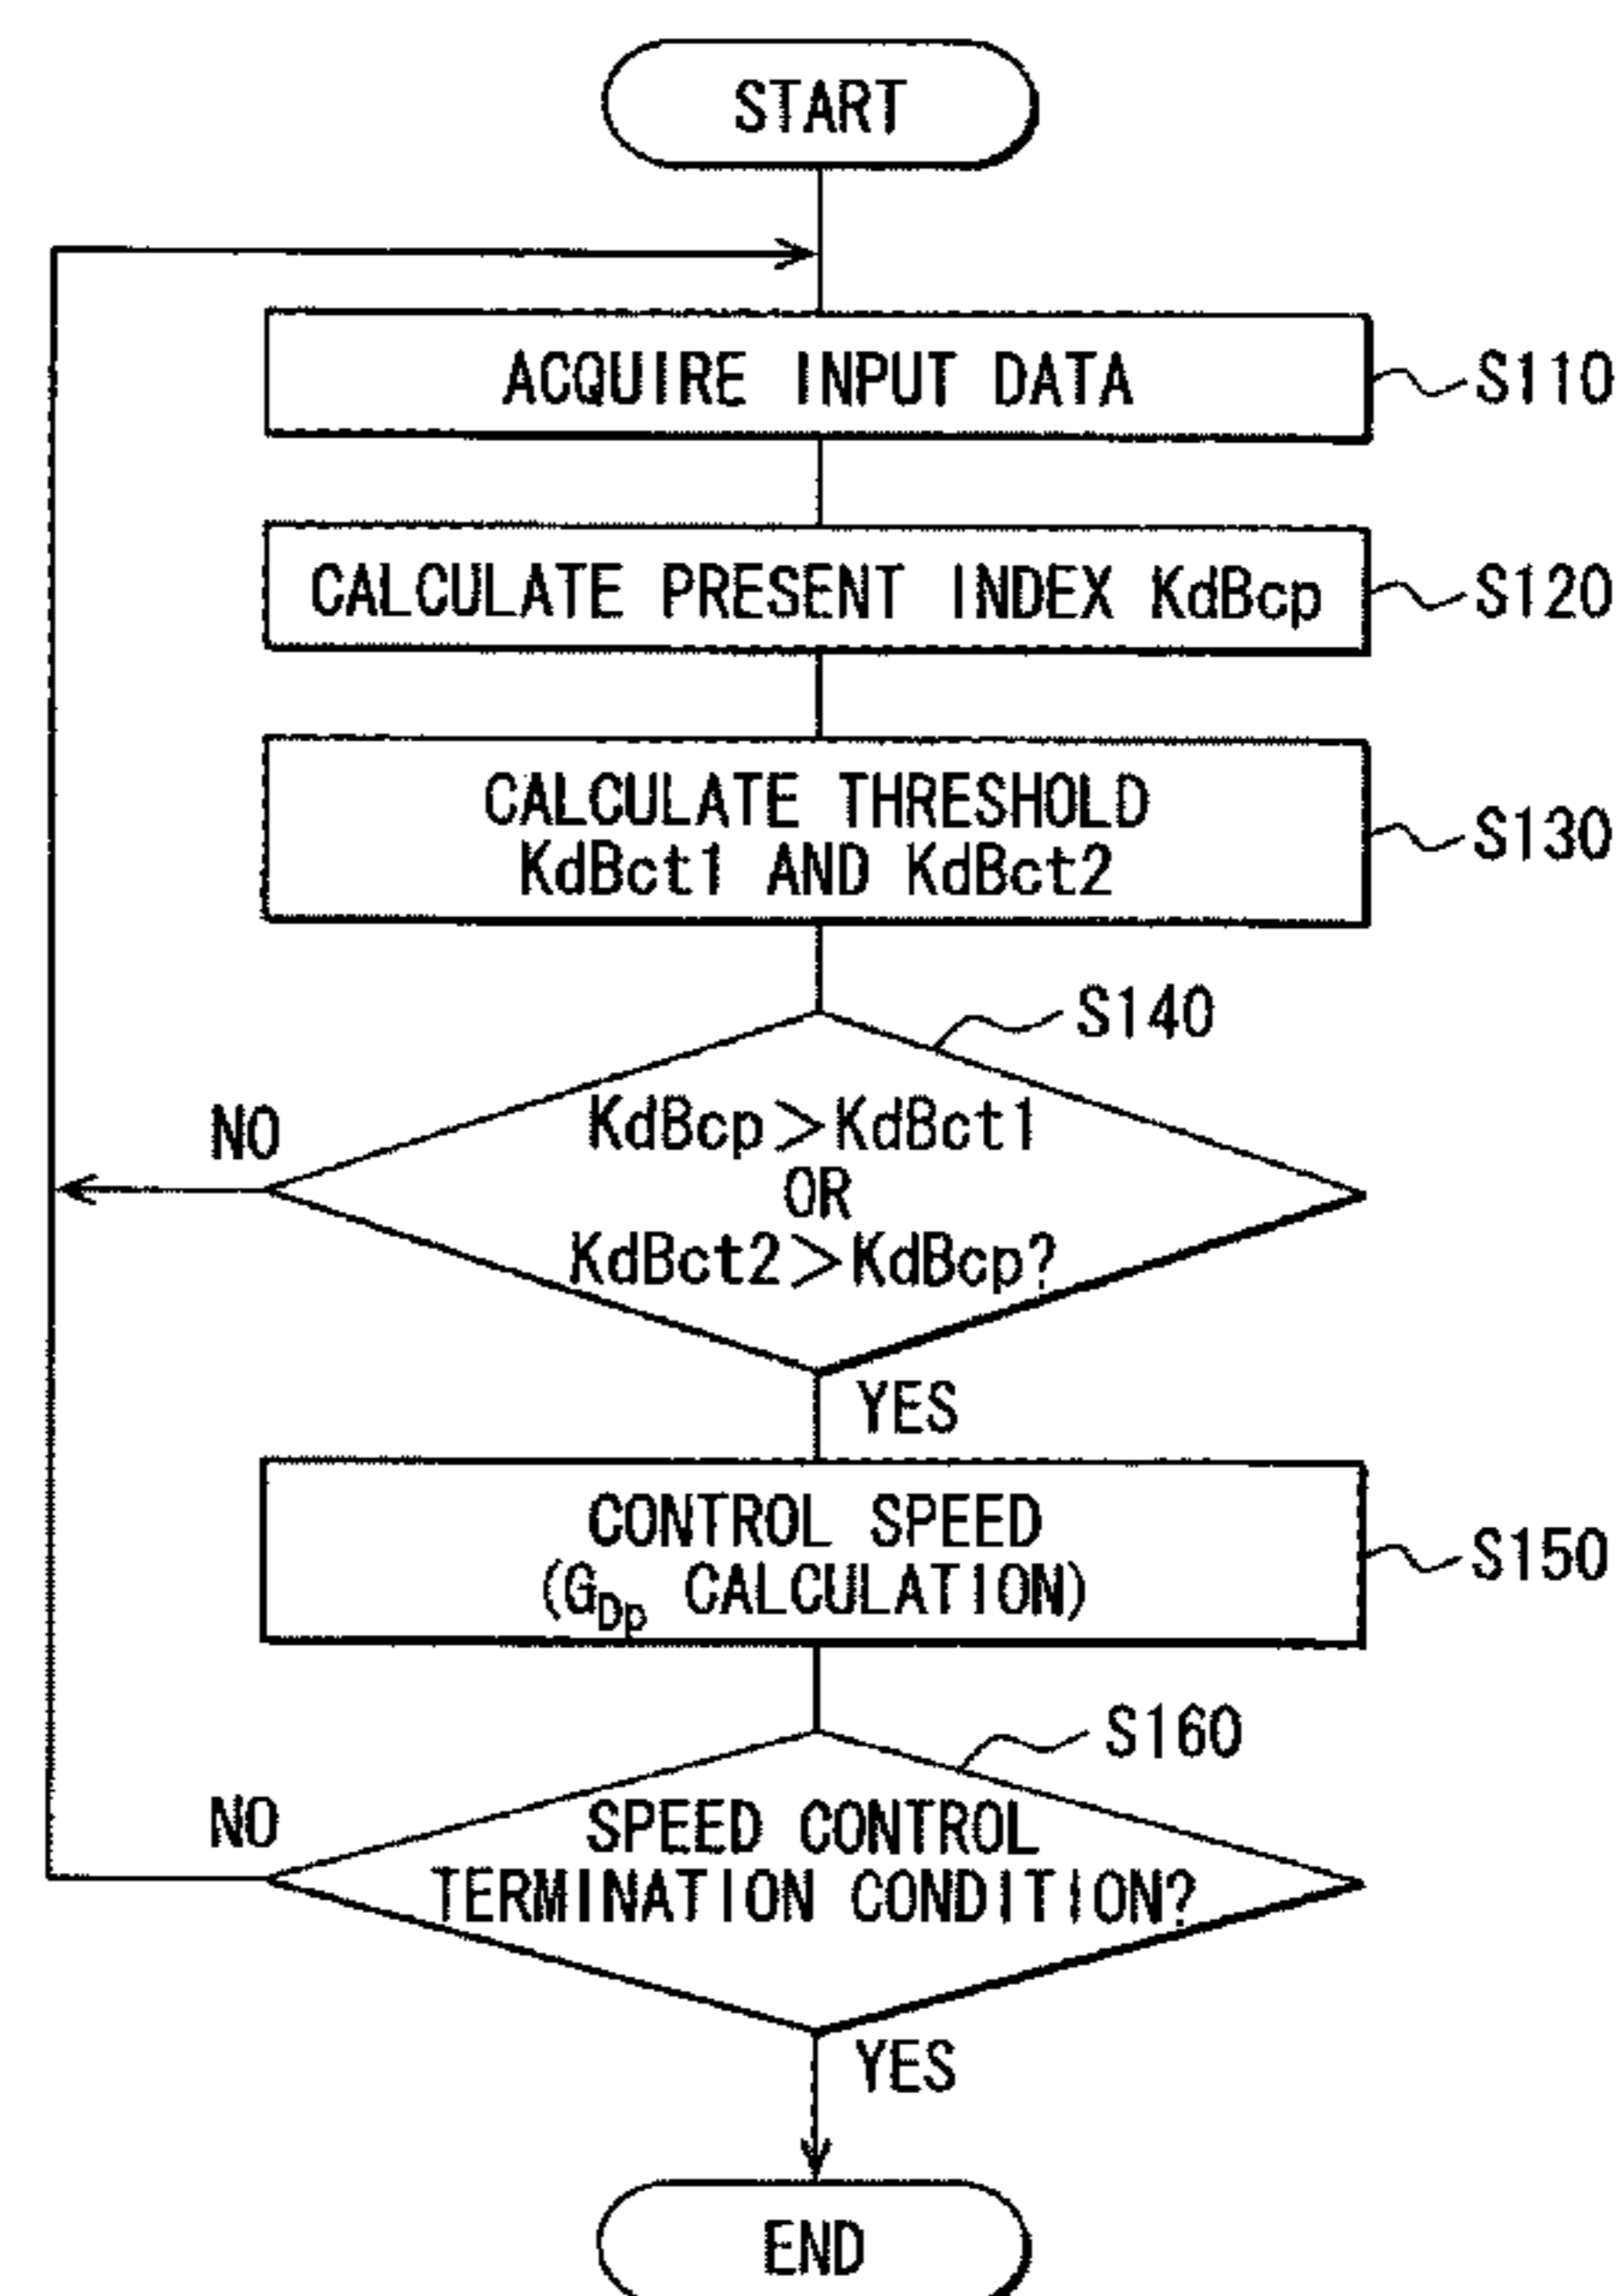 START
ACQUIRE INPUT DATA
S110
CALCULATE PRESENT INDEX KdBcp
S120
CALCULATE THRESHOLD
KdBct1 AND KdBct2
S130
S140
KdBcp>KdBct1
OR
KdBct2>KdBcp?
NO
YES
CONTROL SPEED
(GDp CALCULATION)
S150
S160
SPEED CONTROL
TERMINATION CONDITION?
NO
YES
END